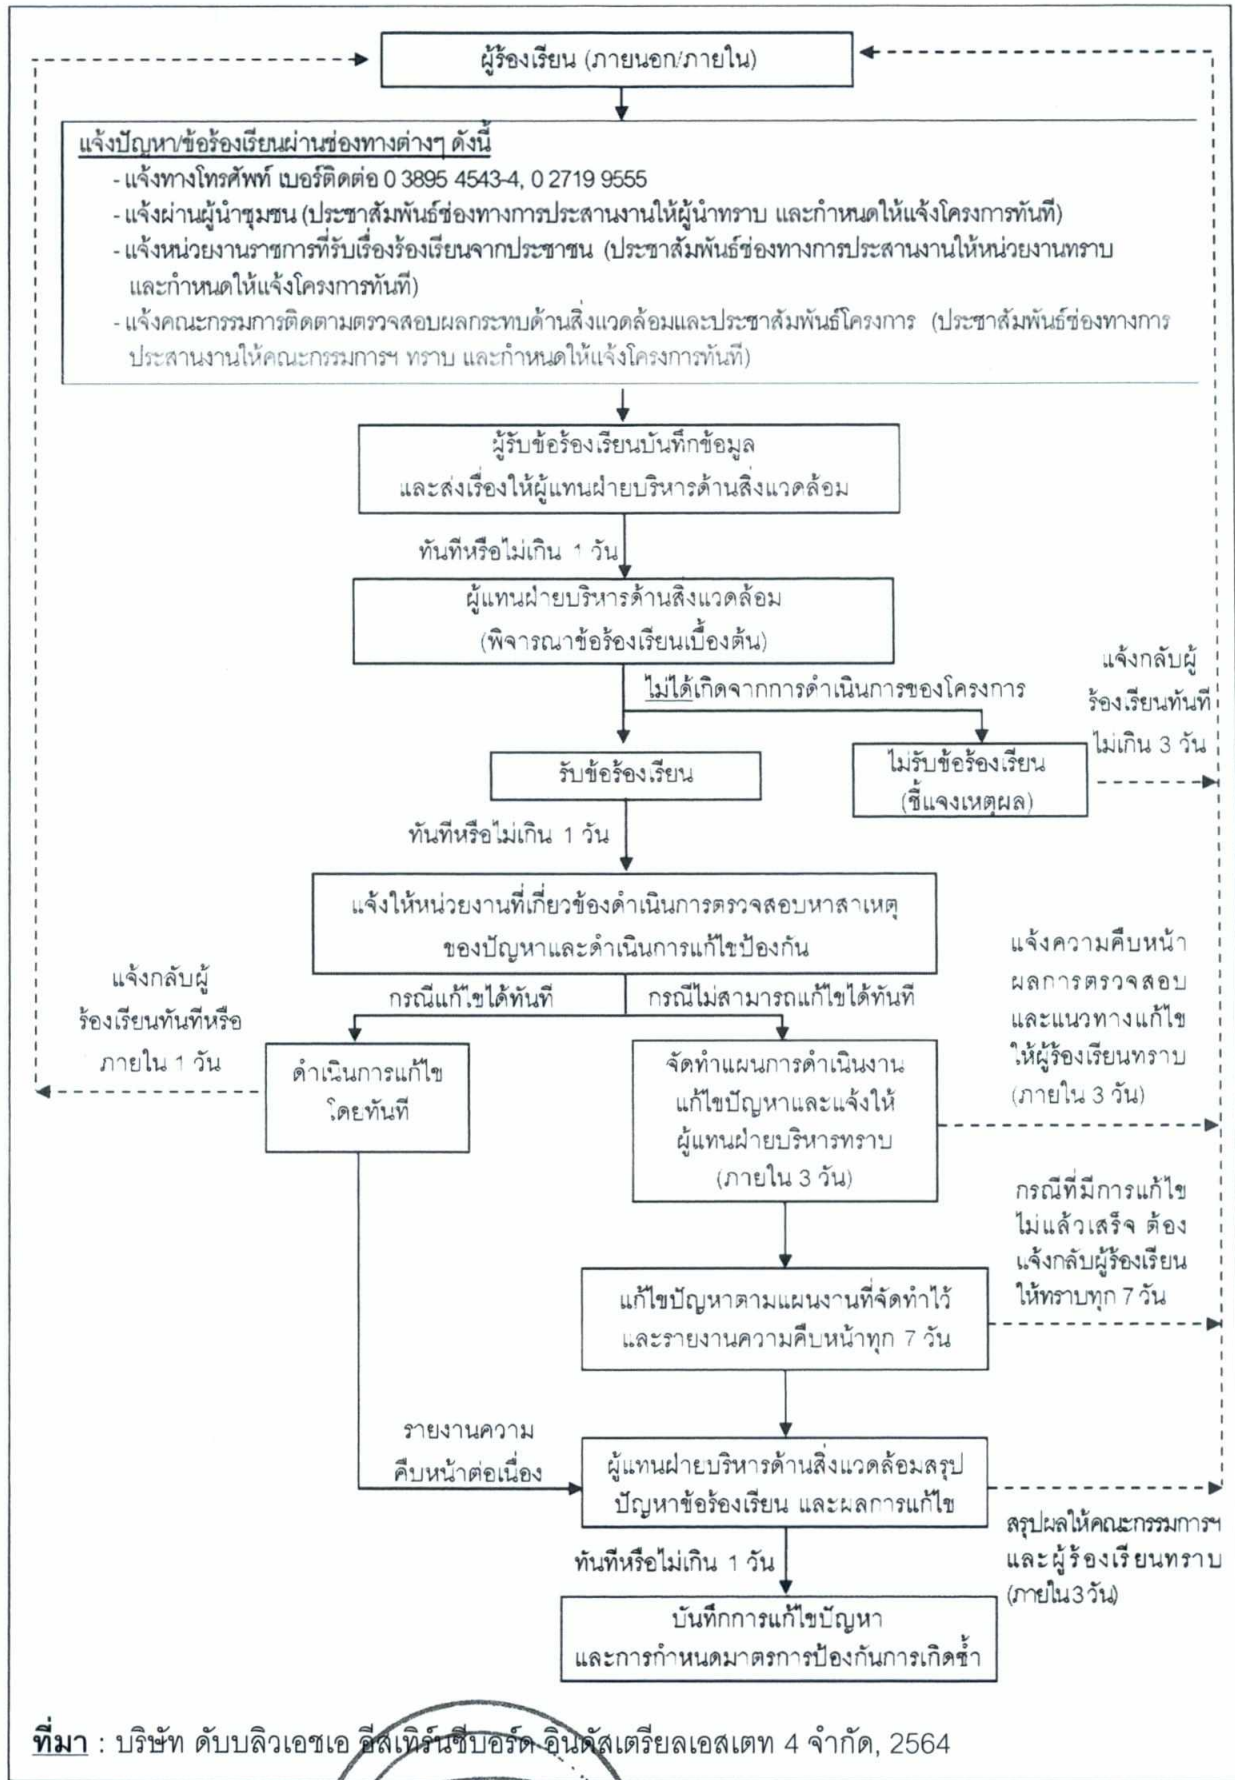 ผู้ร้องเรียน (ภายนอก/ภายใน)
แจ้งปัญหา/ข้อร้องเรียนผ่านช่องทางต่างๆ ดังนี้
- แจ้งทางโทรศัพท์ เบอร์ติดต่อ 0 3895 4543-4, 0 2719 9555
- แจ้งผ่านผู้นำชุมชน (ประชาสัมพันธ์ช่องทางการประสานงานให้ผู้นำทราบ และกำหนดให้แจ้งโครงการทันที)
- แจ้งหน่วยงานราชการที่รับเรื่องร้องเรียนจากประชาชน (ประชาสัมพันธ์ช่องทางการประสานงานให้หน่วยงานทราบ
และกำหนดให้แจ้งโครงการทันที)
- แจ้งคณะกรรมการติดตามตรวจสอบผลกระทบด้านสิ่งแวดล้อมและประชาสัมพันธ์โครงการ (ประชาสัมพันธ์ช่องทางการ
ประสานงานให้คณะกรรมการฯ ทราบ และกำหนดให้แจ้งโครงการทันที)
ผู้รับข้อร้องเรียนบันทึกข้อมูล
และส่งเรื่องให้ผู้แทนฝ่ายบริหารด้านสิ่งแวดล้อม
ทันทีหรือไม่เกิน 1 วัน
ผู้แทนฝ่ายบริหารด้านสิ่งแวดล้อม
(พิจารณาข้อร้องเรียนเบื้องต้น)
ไม่ได้เกิดจากการดำเนินการของโครงการ
แจ้งกลับผู้
ร้องเรียนทันที
ไม่เกิน 3 วัน
รับข้อร้องเรียน
ไม่รับข้อร้องเรียน
(ชี้แจงเหตุผล)
ทันทีหรือไม่เกิน 1 วัน
แจ้งให้หน่วยงานที่เกี่ยวข้องดำเนินการตรวจสอบหาสาเหตุ
ของปัญหาและดำเนินการแก้ไขป้องกัน
กรณีแก้ไขได้ทันที
กรณีไม่สามารถแก้ไขได้ทันที
แจ้งกลับผู้
ร้องเรียนทันทีหรือ
ภายใน 1 วัน
ดำเนินการแก้ไข
โดยทันที
จัดทำแผนการดำเนินงาน
แก้ไขปัญหาและแจ้งให้
ผู้แทนฝ่ายบริหารทราบ
(ภายใน 3 วัน)
แจ้งความคืบหน้า
ผลการตรวจสอบ
และแนวทางแก้ไข
ให้ผู้ร้องเรียนทราบ
(ภายใน 3 วัน)
กรณีที่มีการแก้ไข
ไม่แล้วเสร็จ ต้อง
แจ้งกลับผู้ร้องเรียน
ให้ทราบทุก 7 วัน
แก้ไขปัญหาตามแผนงานที่จัดทำไว้
และรายงานความคืบหน้าทุก 7 วัน
รายงานความ
คืบหน้าต่อเนื่อง
ผู้แทนฝ่ายบริหารด้านสิ่งแวดล้อมสรุป
ปัญหาข้อร้องเรียน และผลการแก้ไข
สรุปผลให้คณะกรรมการฯ
และผู้ร้องเรียนทราบ
(ภายใน 3 วัน)
ทันทีหรือไม่เกิน 1 วัน
บันทึกการแก้ไขปัญหา
และการกำหนดมาตรการป้องกันการเกิดซ้ำ
ที่มา : บริษัท ดับบลิวเอชเอ อีสเทิร์นซีบอร์ด อินดัสเตรียลเอสเตท 4 จำกัด, 2564